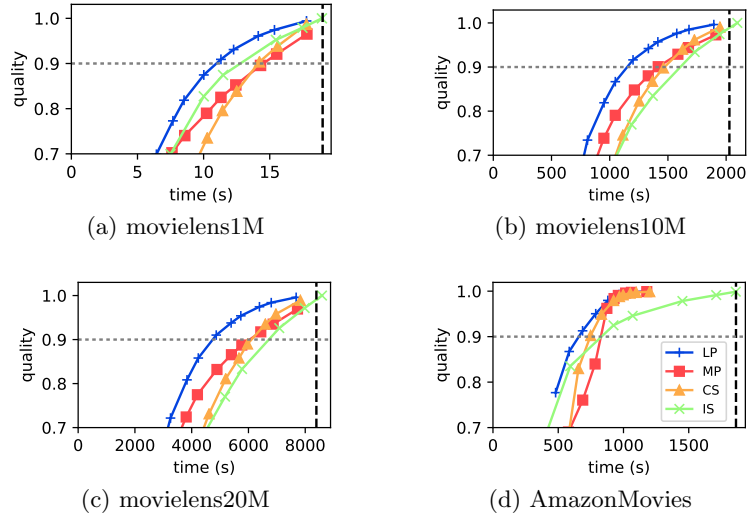 1.0
0.9
0.8
0.7
quality
0 5 10 15
time (s)
(a) movielens1M
1.0
0.9
0.8
0.7
quality
0 500 1000 1500 2000
time (s)
(b) movielens10M
1.0
0.9
0.8
0.7
quality
0 2000 4000 6000 8000
time (s)
(c) movielens20M
1.0
0.9
0.8
0.7
quality
LP
MP
CS
IS
0 500 1000 1500
time (s)
(d) AmazonMovies